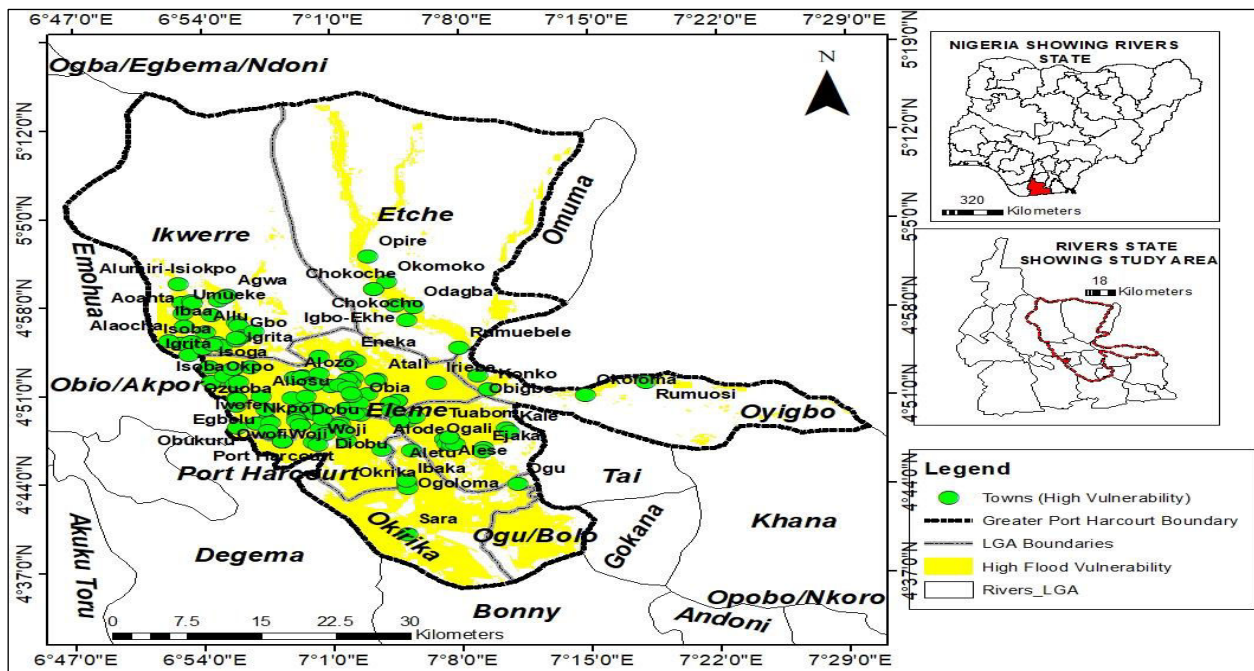 6°47'0"E 6°54'0"E 7°1'0"E 7°8'0"E 7°15'0"E 7°22'0"E 7°29'0"E
5°19'0"N
5°12'0"N
5°5'0"N
4°58'0"N
4°51'0"N
4°44'0"N
4°37'0"N
N
Ogba/Egbema/Ndoni
Omuma
Etche
Ikwerre
Emohua
Opire
Alumiri-Isiokpo
Agwa
Chokoche
Okomoko
Aoahta
Umueke
Odagba
Ibaa
Allu
Chokocho
Alaocha
Isoba
Gbo
Igbo-Ekhe
Igrita
Igrita
Isoga
Eneka
Rumuebele
Isoba
Okpo
Alozo
Atali
Iriebe
Konko
Okoloma
Obio/Akpor
Ozuoba
Aliosu
Obia
Obigbo
Rumuosi
Oyigbo
Iwofe
Nkpo
Dobu
Eleme
Tuabon
Kale
Egbelu
Owofi
Woji
Woji
Afode
Ogali
Ejaka
Obukuru
Diobu
Aletu
Alese
Port Harcourt
Port Harcourt
Okrika
Ibaka
Ogu
Tai
Ogoloma
Sara
Okirika
Ogu/Bolo
Gokana
Khana
Akuku Toru
Degema
Bonny
Opobo/Nkoro
Andoni
0 7.5 15 22.5 30
Kilometers
6°47'0"E 6°54'0"E 7°1'0"E 7°8'0"E 7°15'0"E 7°22'0"E 7°29'0"E
5°12'0"N
5°5'0"N
4°58'0"N
4°51'0"N
4°44'0"N
4°37'0"N
NIGERIA SHOWING RIVERS
STATE
320
Kilometers
RIVERS STATE
SHOWING STUDY AREA
18
Kilometers
Legend
Towns (High Vulnerability)
Greater Port Harcourt Boundary
LGA Boundaries
High Flood Vulnerability
Rivers_LGA